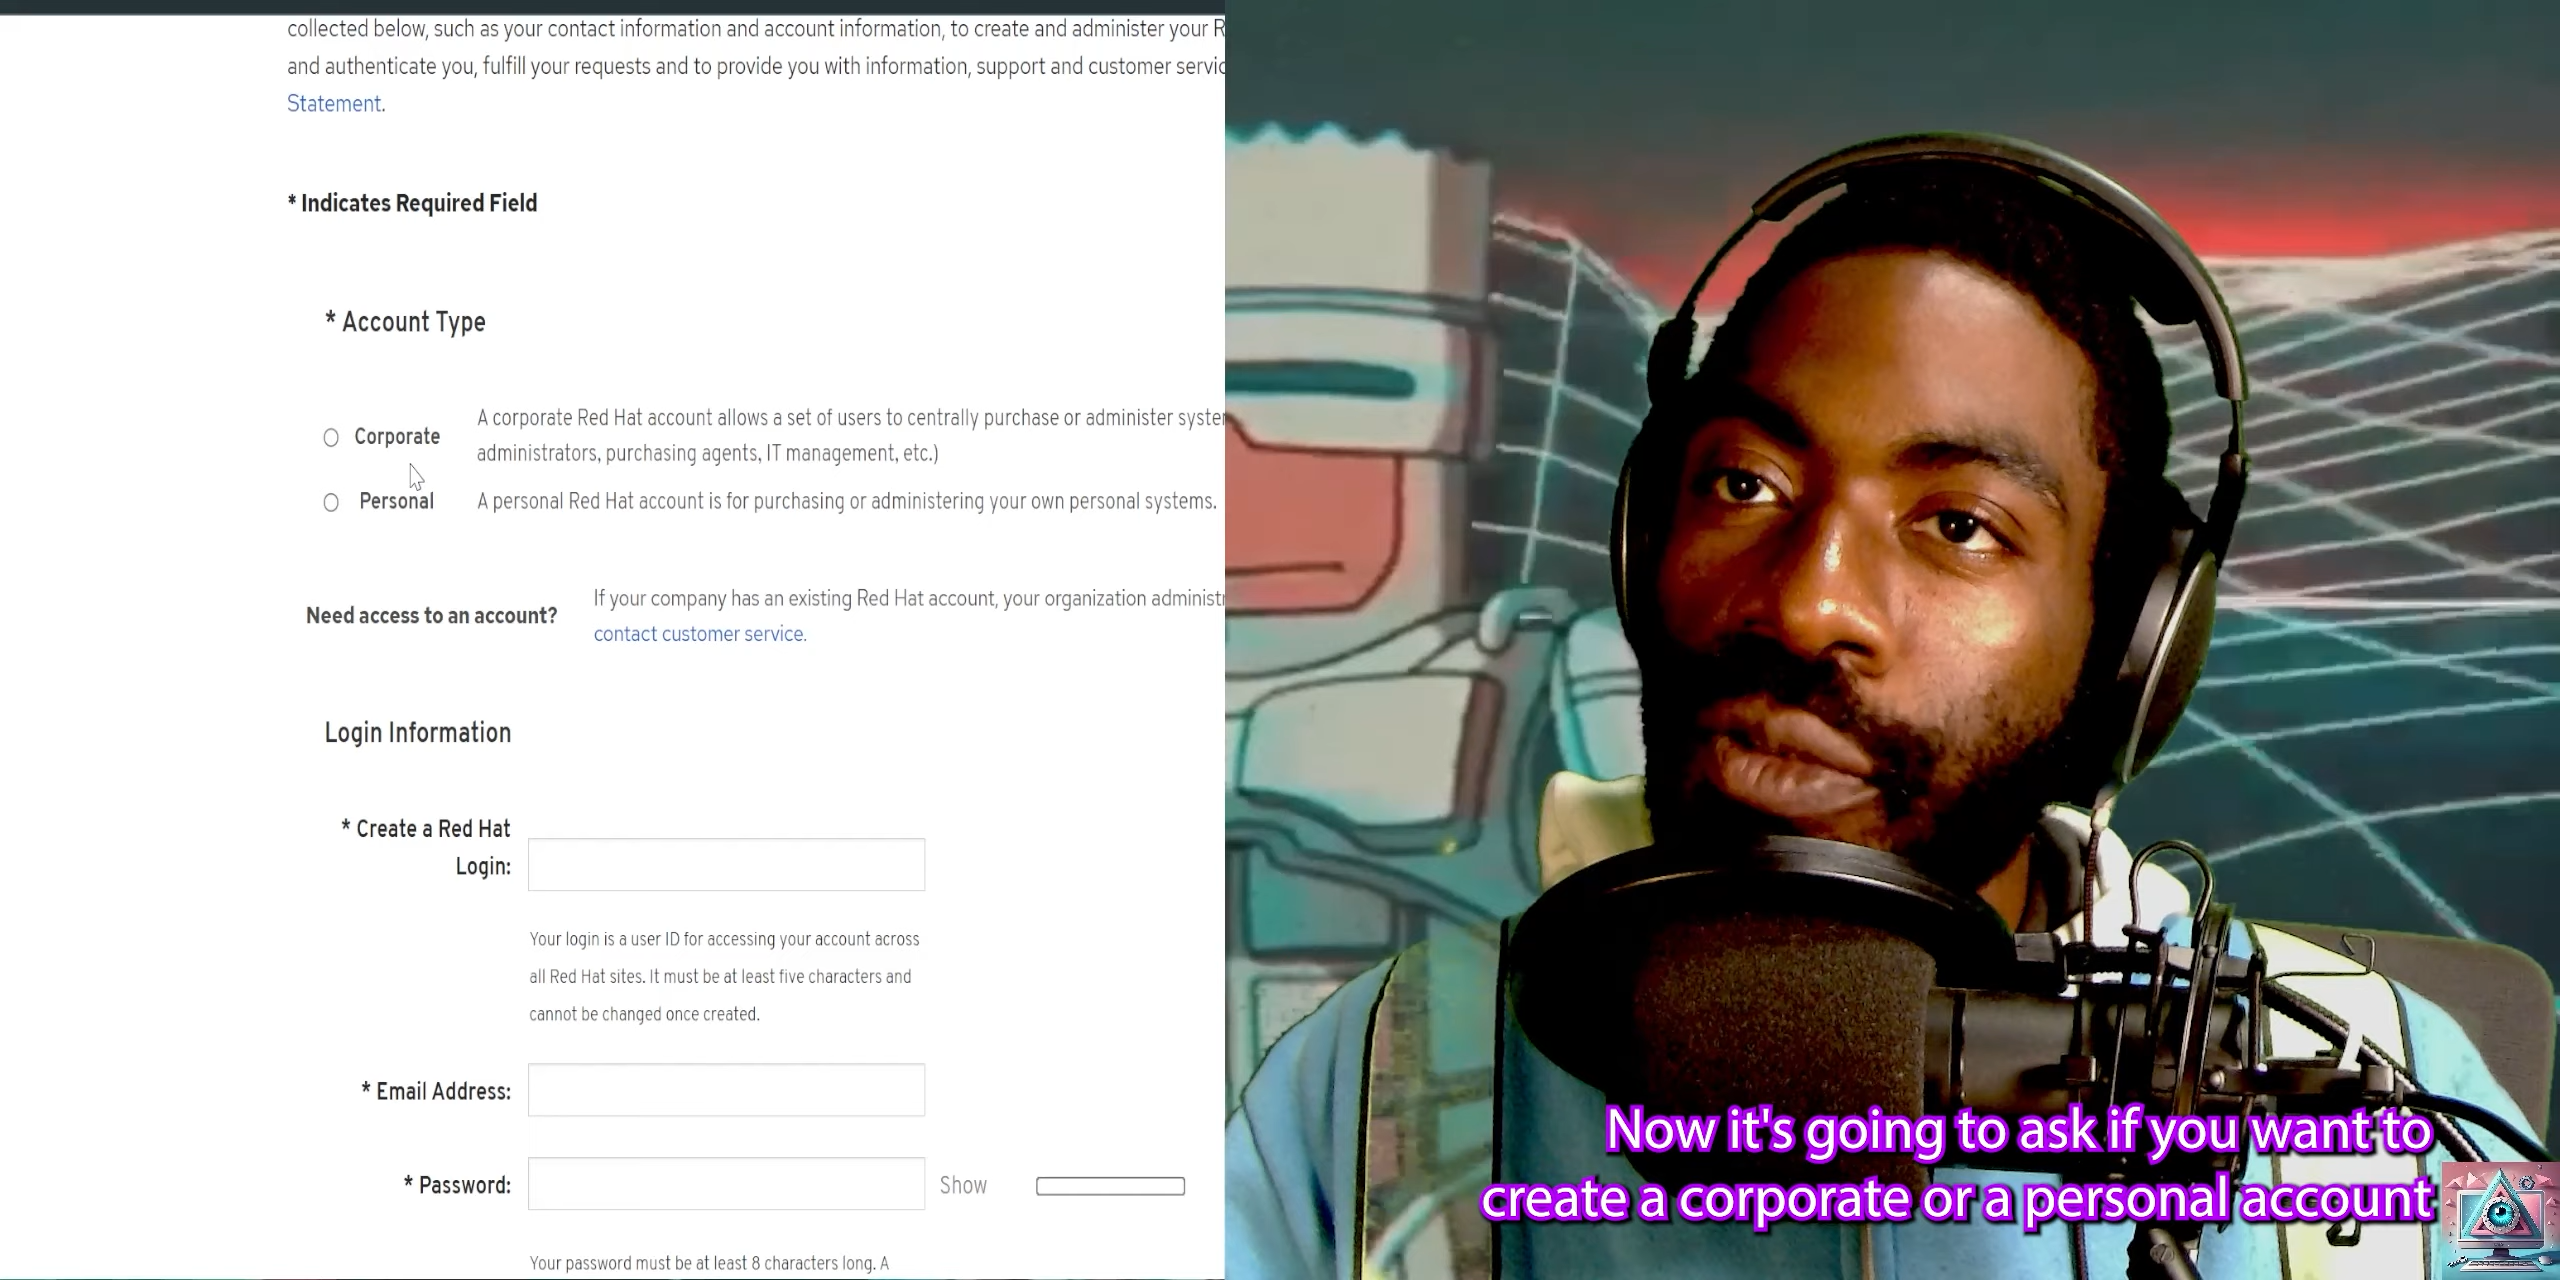 collected below, such as your contact information and account information, to create and administer your R
and authenticate you, fulfill your requests and to provide you with information, support and customer servic
Statement.
* Indicates Required Field
* Account Type
Corporate
A corporate Red Hat account allows a set of users to centrally purchase or administer syste
administrators, purchasing agents, IT management, etc.)
Personal
A personal Red Hat account is for purchasing or administering your own personal systems.
Need access to an account?
If your company has an existing Red Hat account, your organization administ
contact customer service.
Login Information
* Create a Red Hat
Login:
Your login is a user ID for accessing your account across
all Red Hat sites. It must be at least five characters and
cannot be changed once created.
* Email Address:
* Password:
Show
Your password must be at least 8 characters long. A
Now it's going to ask if you want to
create a corporate or a personal account